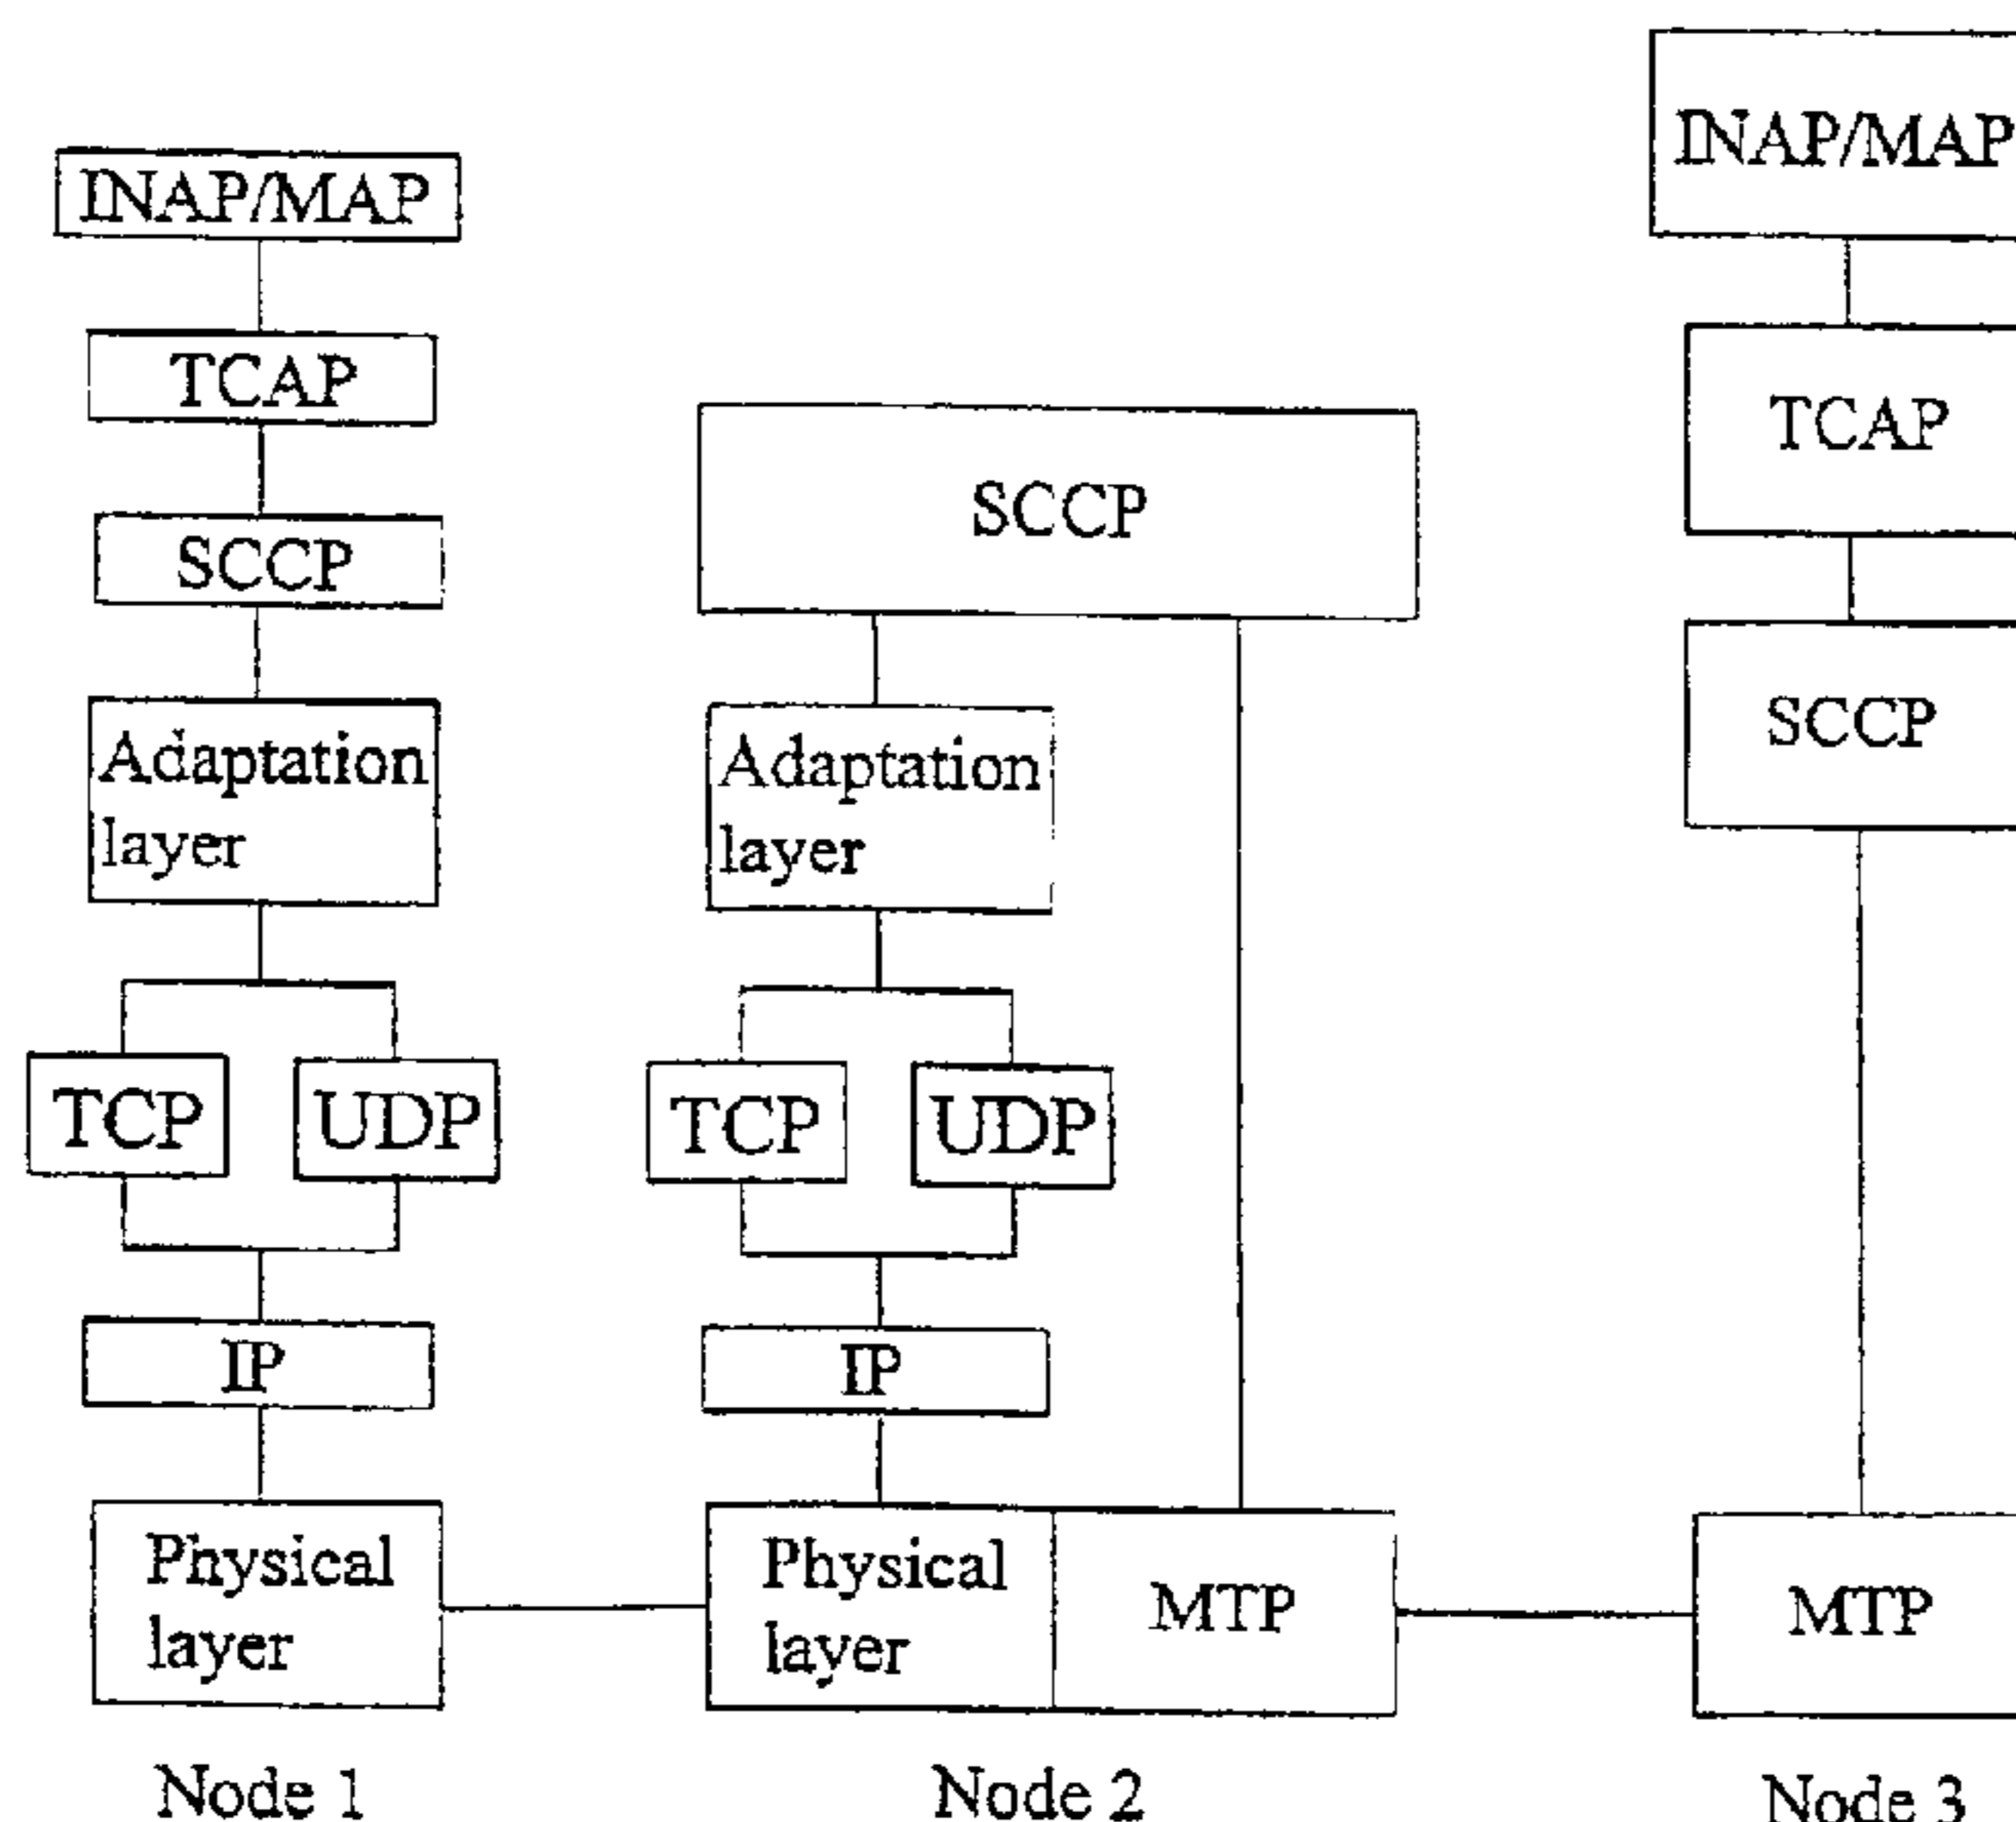 INAP/MAP
TCAP
SCCP
Adaptation
layer
TCP
UDP
IP
Physical
layer
Node 1
SCCP
Adaptation
layer
TCP
UDP
IP
Physical
layer
MTP
Node 2
INAP/MAP
TCAP
SCCP
MTP
Node 3